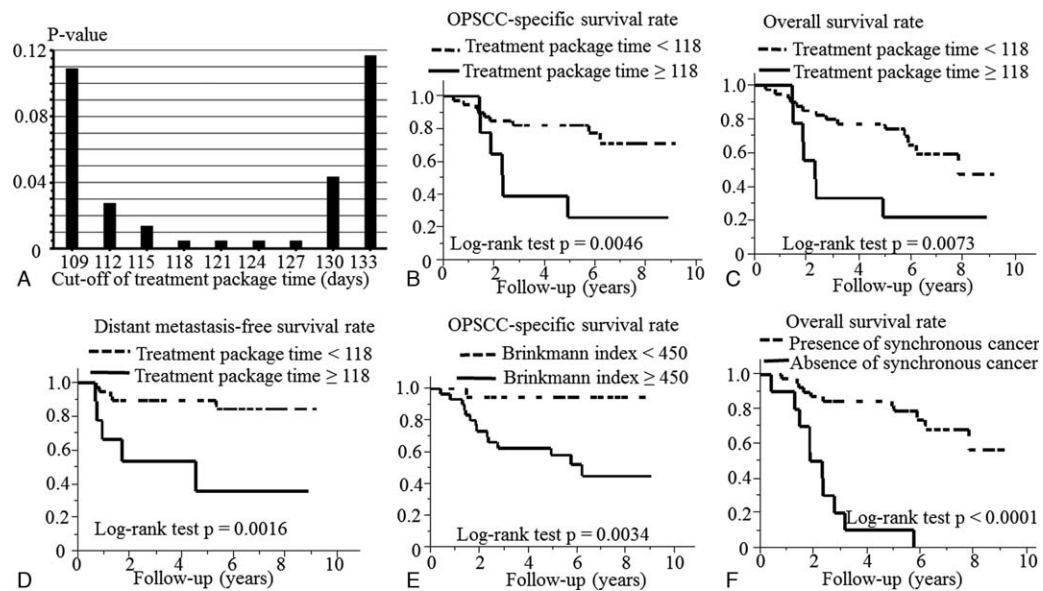 P-value
0.12
0.04
0
109 112 115 118 121 124 127 130 133
Cut-off of treatment package time (days)
A
OPSCC-specific survival rate
Treatment package time < 118
Treatment package time ≥ 118
1.0
0.8
0.6
0.4
0.2
0
Log-rank test p = 0.0046
0 2 4 6 8 10
Follow-up (years)
B
Overall survival rate
Treatment package time < 118
Treatment package time ≥ 118
1.0
0.8
0.6
0.4
0.2
0
Log-rank test p = 0.0073
0 2 4 6 8 10
Follow-up (years)
C
Distant metastasis-free survival rate
Treatment package time < 118
Treatment package time ≥ 118
1.0
0.8
0.6
0.4
0.2
0
Log-rank test p = 0.0016
0 2 4 6 8 10
Follow-up (years)
D
OPSCC-specific survival rate
Brinkmann index < 450
Brinkmann index ≥ 450
1.0
0.8
0.6
0.4
0.2
0
Log-rank test p = 0.0034
0 2 4 6 8 10
Follow-up (years)
E
Overall survival rate
Presence of synchronous cancer
Absence of synchronous cancer
1.0
0.8
0.6
0.4
0.2
0
Log-rank test p < 0.0001
0 2 4 6 8 10
Follow-up (years)
F